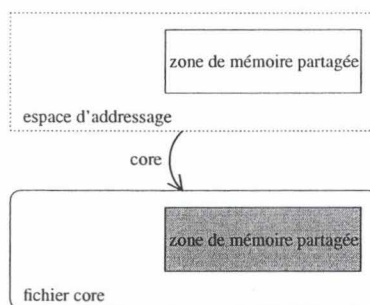 zone de mémoire partagée
espace d'addressage
core
zone de mémoire partagée
fichier core